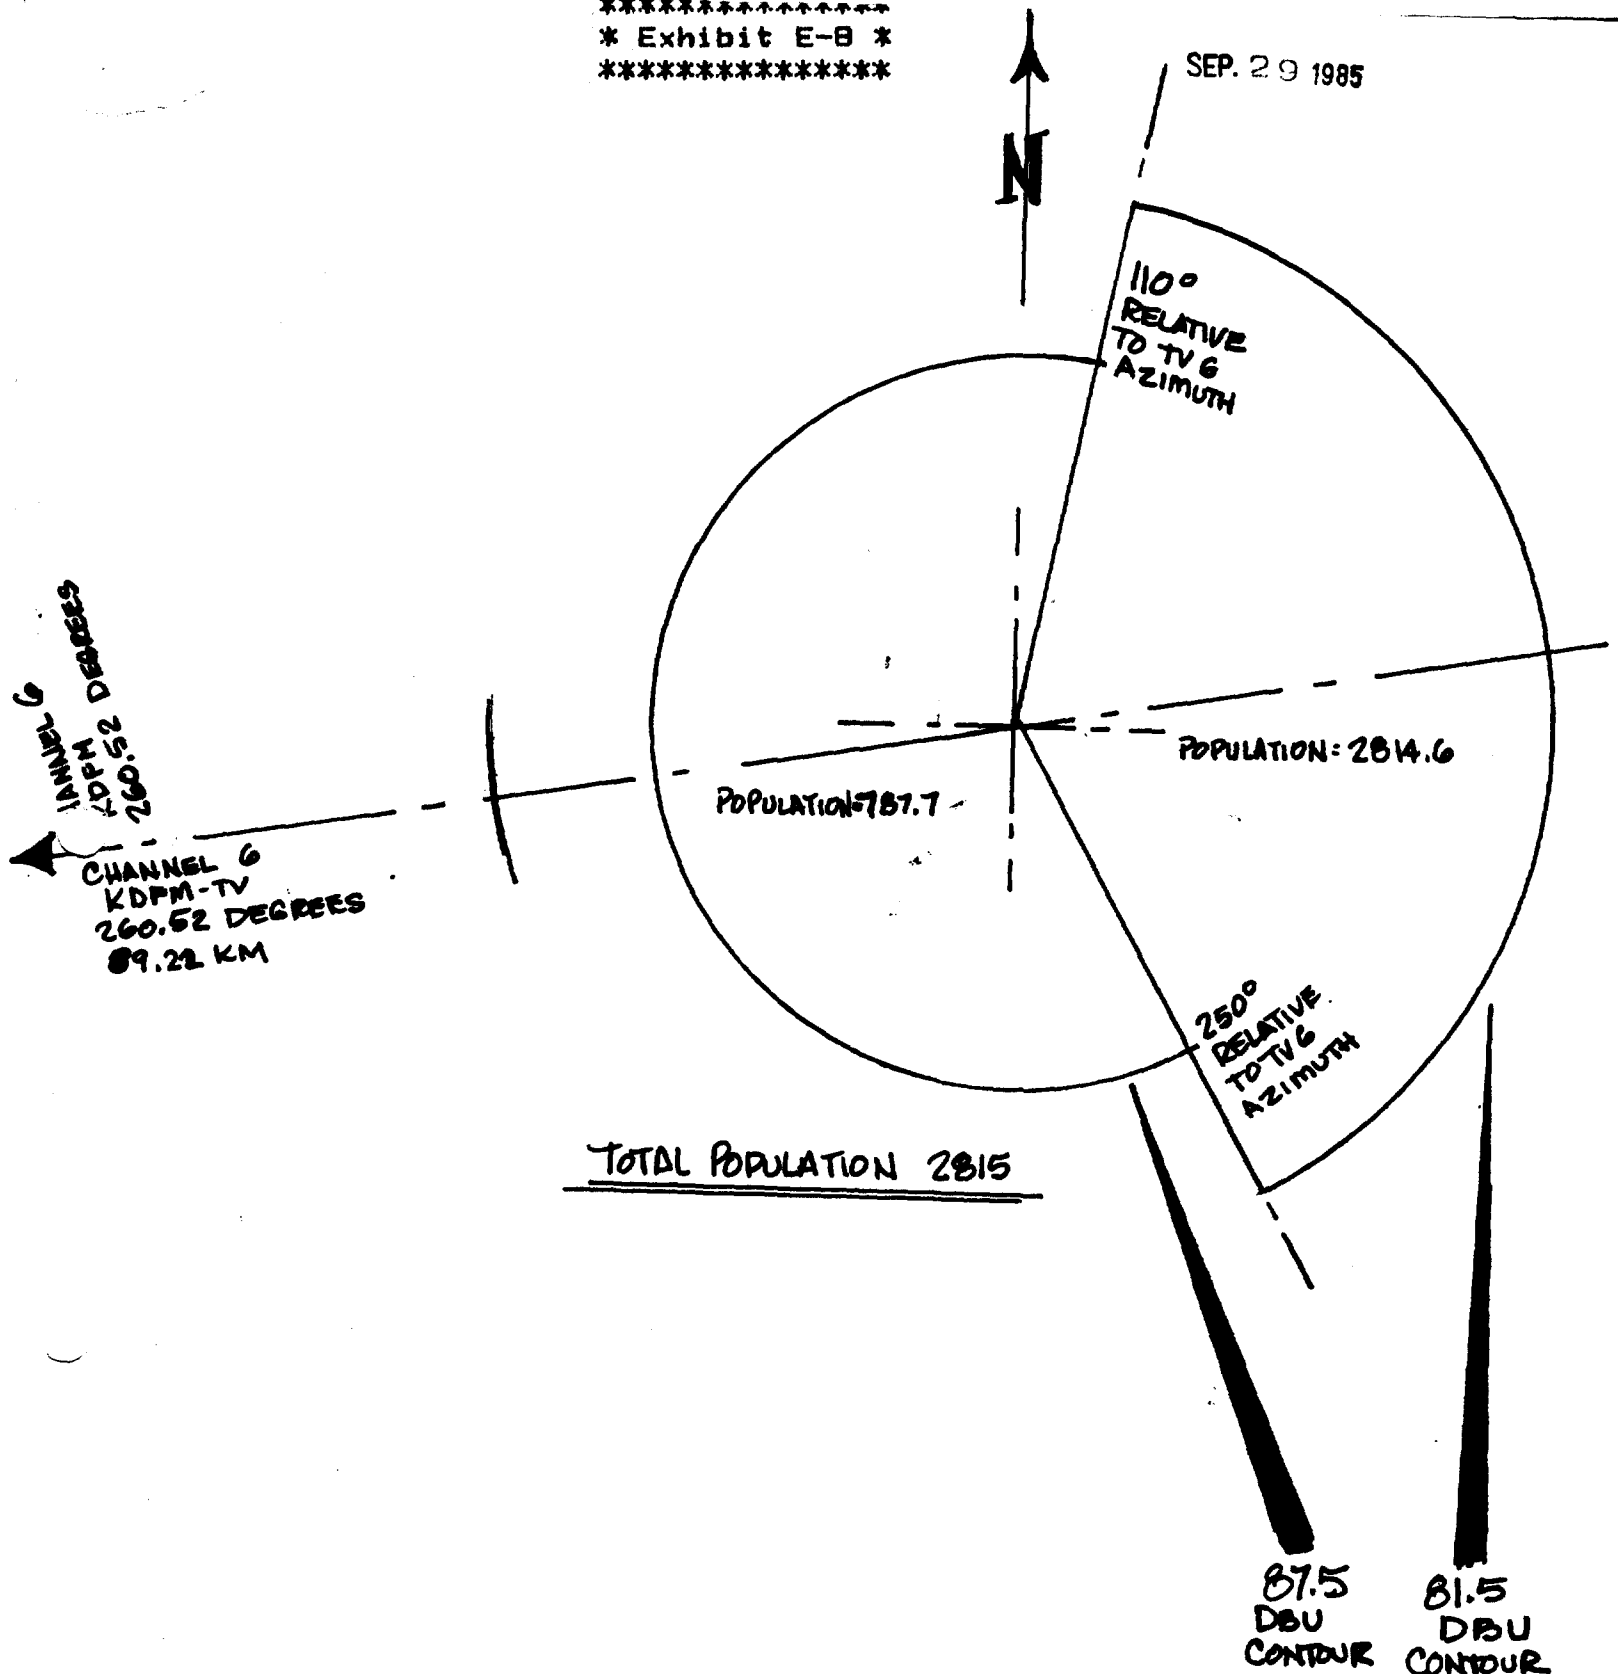 ***************
* Exhibit E-8 *
***************
SEP. 29 1985
N
110°
RELATIVE
TO TV 6
AZIMUTH
IANNEL 6
KDPM
260.52 DEGREES
POPULATION: 2814.6
POPULATION=787.7
CHANNEL 6
KDFM-TV
260.52 DEGREES
89.22 KM
250°
RELATIVE
TO TV 6
AZIMUTH
TOTAL POPULATION 2815
87.5
DBU
CONTOUR
81.5
DBU
CONTOUR